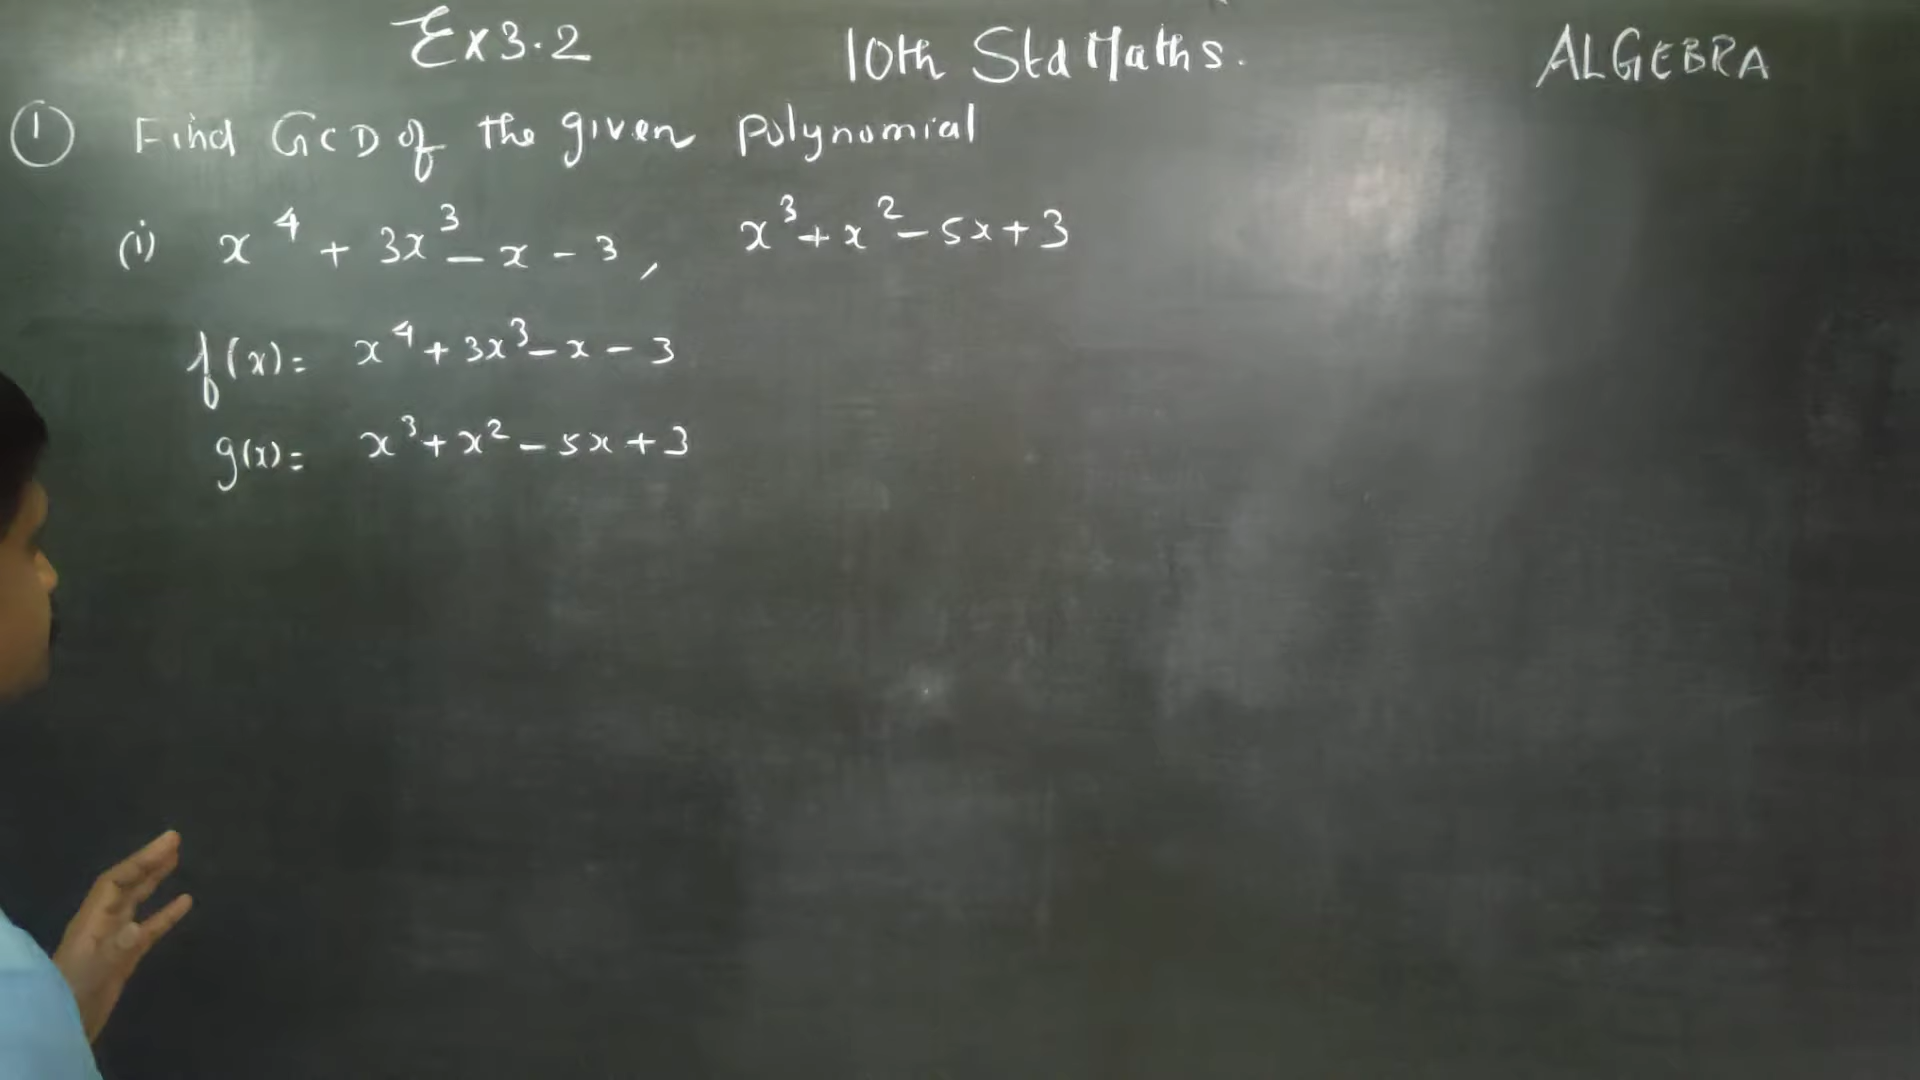 Ex 3.2 10th Std Maths. ALGEBRA
① Find GCD of the given polynomial
(i) x⁴ + 3x³ - x - 3, x³ + x² - 5x + 3
f(x) = x⁴ + 3x³ - x - 3
g(x) = x³ + x² - 5x + 3